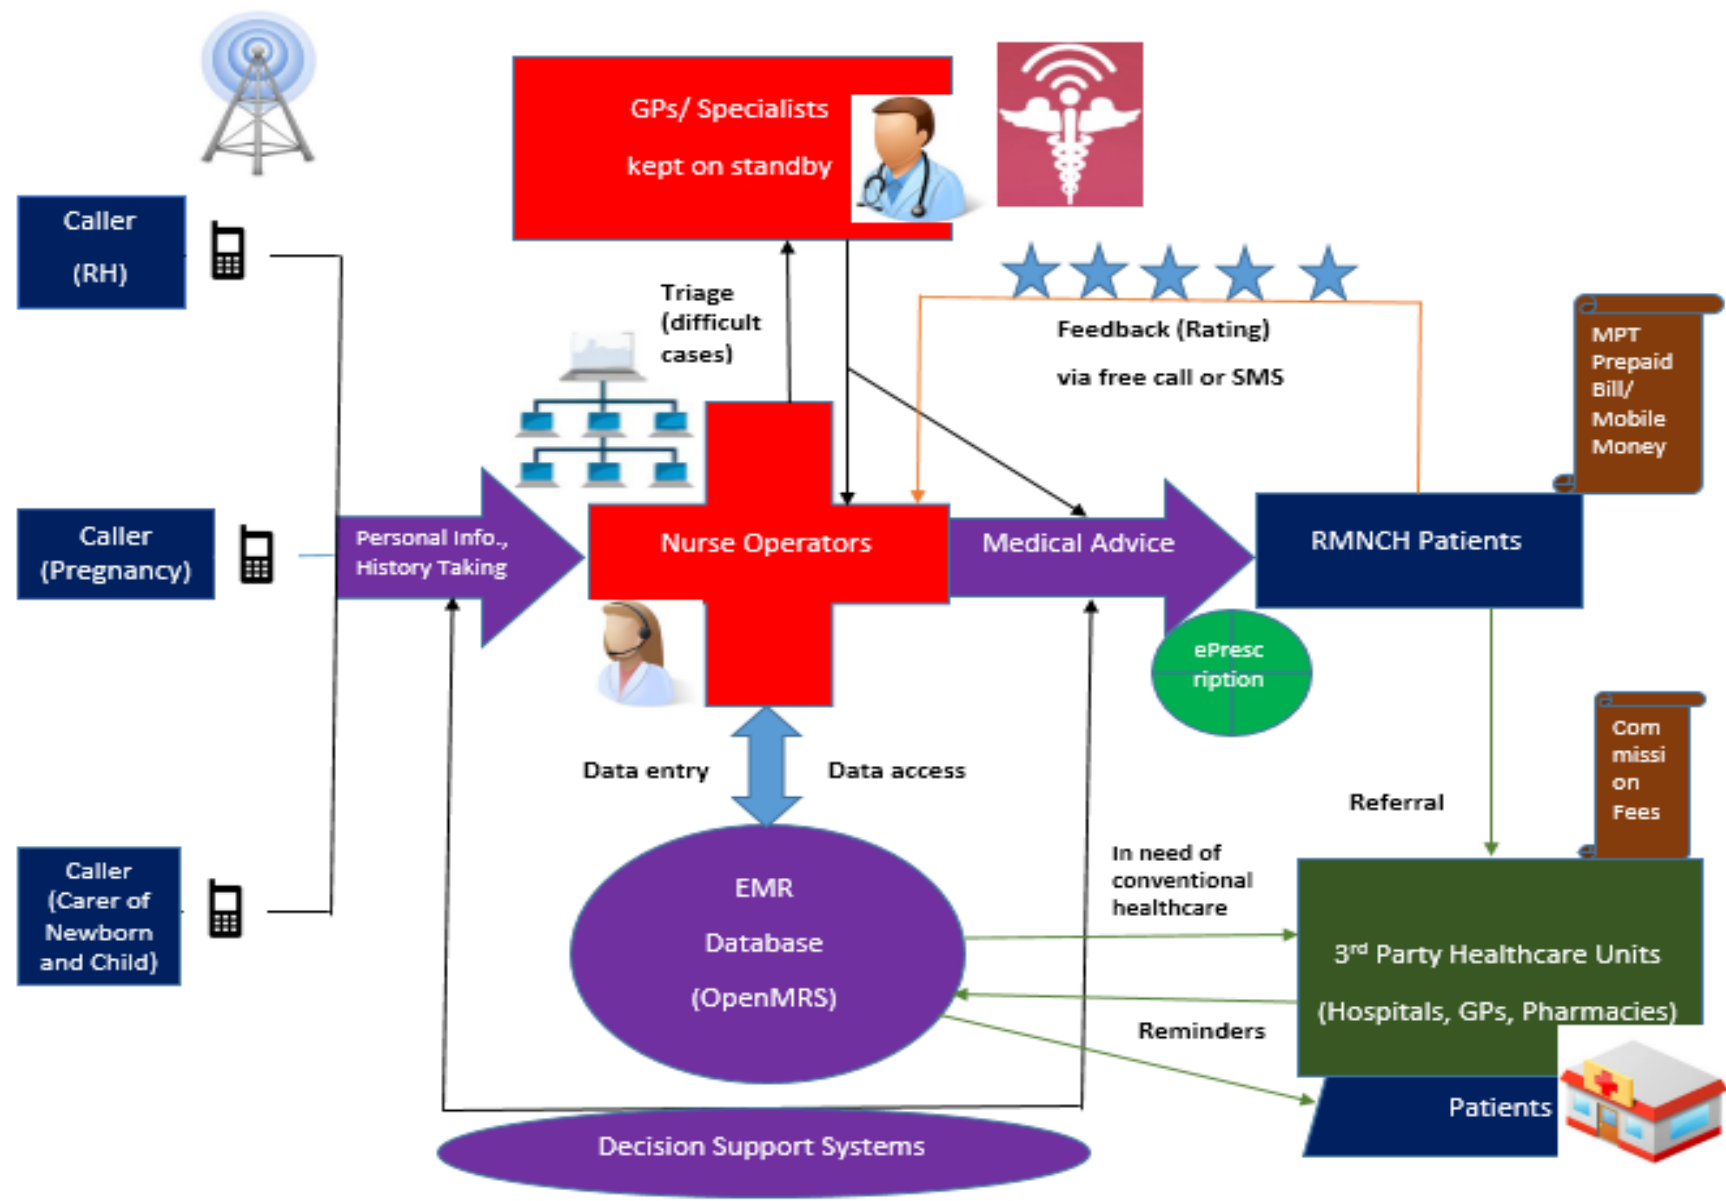 GPs/ Specialists
kept on standby
Caller
(RH)
Triage
(difficult
cases)
Feedback (Rating)
via free call or SMS
MPT
Prepaid
Bill/
Mobile
Money
Caller
(Pregnancy)
Personal Info.,
History Taking
Nurse Operators
Medical Advice
RMNCH Patients
ePresc
ription
Data entry
Data access
Com
missi
on
Fees
Referral
Caller
(Carer of
Newborn
and Child)
EMR
Database
(OpenMRS)
In need of
conventional
healthcare
3rd Party Healthcare Units
(Hospitals, GPs, Pharmacies)
Reminders
Patients
Decision Support Systems